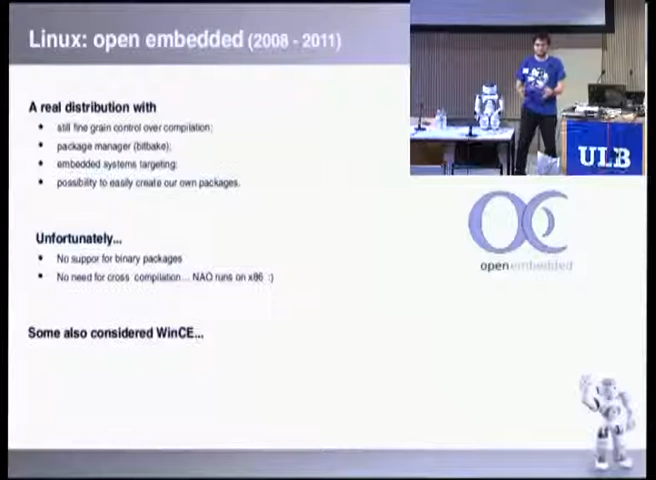 Linux: open embedded (2008 - 2011)
A real distribution with
still fine grain control over compilation;
package manager (bitbake);
embedded systems targeting;
possibility to easily create our own packages.
ULB
openembedded
Unfortunately...
No suppor for binary packages
No need for cross compilation... NAO runs on x86 :)
Some also considered WinCE...